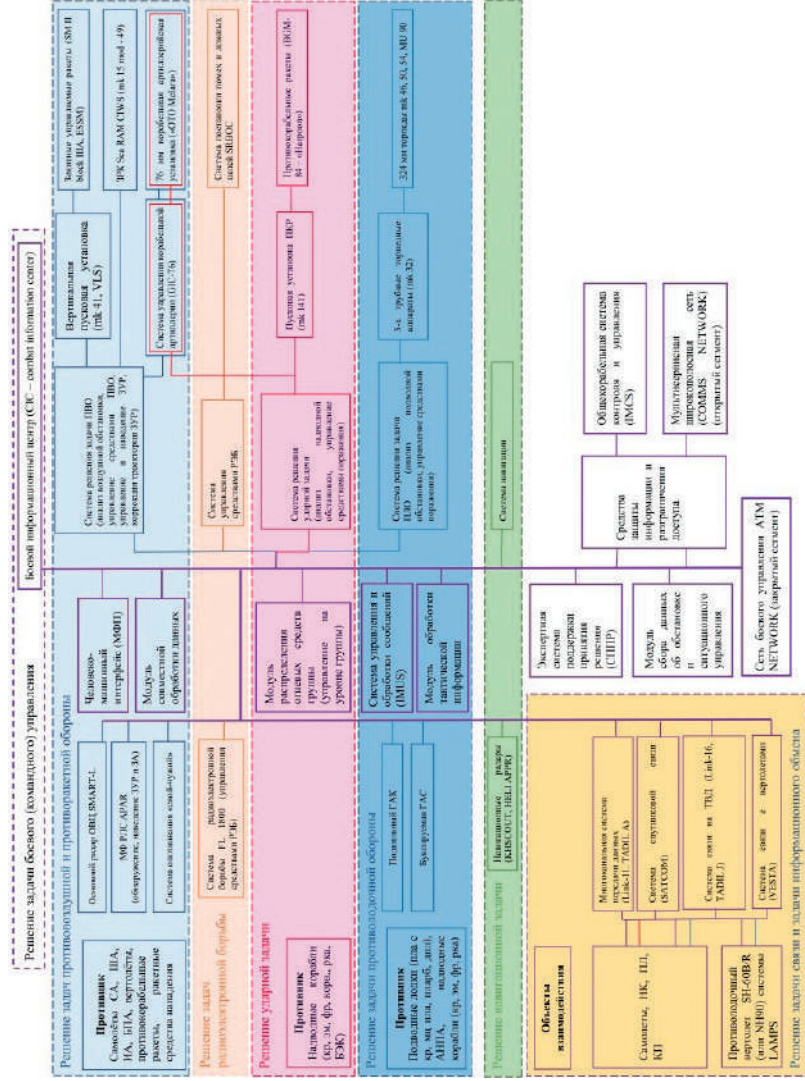 Решение задачи боевого (командного) управления
Боевой информационный центр (CIC – combat information center)
Решение задач противовоздушной и противоракетной обороны
Противник
Самолёты СА, ША,
ИА, БПА, вертолеты,
противокорабельные
ракеты, ракетные
средства нападения
Основной радар ОВЦ SMART-L
МФ РЛС APAR
(обнаружение, наведение ЗУР и ЗА)
Система опознавания «свой-чужой»
Человеко-
машинный
интерфейс (МФИТ)
Модуль
совместной
обработки данных
Система решения задачи ПВО
(анализ воздушной обстановки,
управление средствами ПВО,
управление и наведение ЗУР,
коррекция траектории ЗУР)
Вертикальная
пусковая установка
(mk 41, VLS)
Система управления корабельной
артиллерии (GIC-76)
Зенитные управляемые ракеты (SM II
block IIIA, ESSM)
ЗРК Sea RAM CIWS (mk 15 mod - 49)
76 мм корабельная артиллерийская
установка («OTO Melara»)
Решение задач
радиоэлектронной борьбы
Система радиоэлектронной
борьбы FL 1800 (управления
средствами РЭБ)
Система
управления
средствами РЭБ
Система постановки помех и ложных
целей SRBOC
Решение ударной задачи
Противник
Надводные корабли
(кр, эм, фр, корв., рка,
БЭК)
Модуль
распределения
огневых средств
группы
(управление на
уровне группы)
Система решения
ударной задачи
(анализ надводной
обстановки, управление
средствами поражения)
Пусковая установка ПКР
(mk 141)
Противокорабельные ракеты (BGM-
84 – «Harpoon»)
Решение задачи противолодочной обороны
Противник
Подводные лодки (пла с
кр, мц пла, пларб, дпл),
АНПА, надводные
корабли (кр, эм, фр, рка)
Подкильный ГАК
Буксируемая ГАС
Система управления и
обработки сообщений
(IMUS)
Модуль обработки
тактической
информации
Система решения задачи
ПЛО (анализ подводной
обстановки, управление средствами
поражения)
3-х трубные торпедные
аппараты (mk 32)
324 мм торпеды mk 46, 50, 54, MU 90
Решение навигационной задачи
Навигационные радары
(KHSCOUT, HELI APPR)
Система навигации
Объекты
взаимодействия
Самолеты, НК, ПЛ,
КП
Противолодочный
вертолет SH-60B/R
(или NH90) системы
LAMPS
Многоканальная система
передачи данных
(Link-11, TADIL A)
Система спутниковой связи
(SATCOM)
Система связи на ТВД (Link-16,
TADIL J)
Система связи с вертолетами
(VESTA)
Решение задачи связи и задачи информационного обмена
Экспертная
система
поддержки
принятия
решения
(СППР)
Модуль
сбора данных
об обстановке
и
ситуационного
управления
Сеть боевого управления ATM
NETWORK (закрытый сегмент)
Средства
защиты
информации и
разграничения
доступа
Общекорабельная система
контроля и управления
(IMCS)
Мультисервисная
широкополосная сеть
(COMMS NETWORK)
(открытый сегмент)